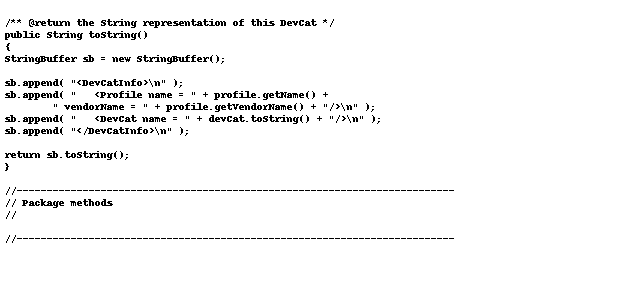 /** @return the String representation of this DevCat */
public String toString()
{
StringBuffer sb = new StringBuffer();

sb.append( "<DevCatInfo>\n" );
sb.append( "   <Profile name = " + profile.getName() +
        " vendorName = " + profile.getVendorName() + "/>\n" );
sb.append( "   <DevCat name = " + devCat.toString() + "/>\n" );
sb.append( "</DevCatInfo>\n" );

return sb.toString();
}

//-------------------------------------------------------------------------
// Package methods
//

//-------------------------------------------------------------------------